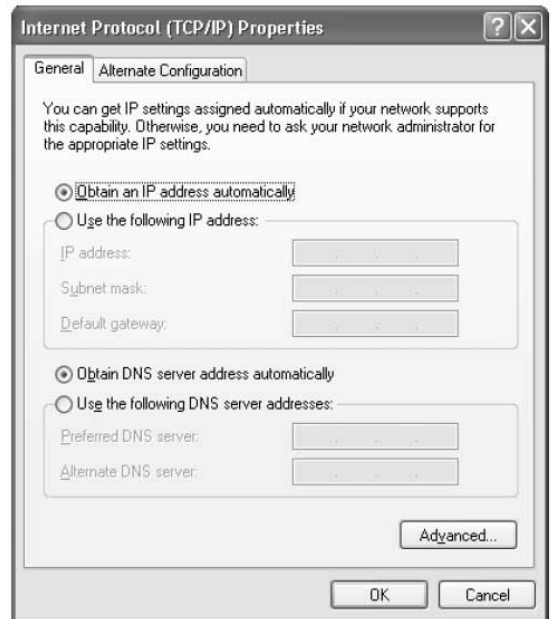 Internet Protocol (TCP/IP) Properties
General
Alternate Configuration
You can get IP settings assigned automatically if your network supports
this capability. Otherwise, you need to ask your network administrator for
the appropriate IP settings.
Obtain an IP address automatically
Use the following IP address:
IP address:
Subnet mask:
Default gateway:
Obtain DNS server address automatically
Use the following DNS server addresses:
Preferred DNS server:
Alternate DNS server:
Advanced...
OK
Cancel